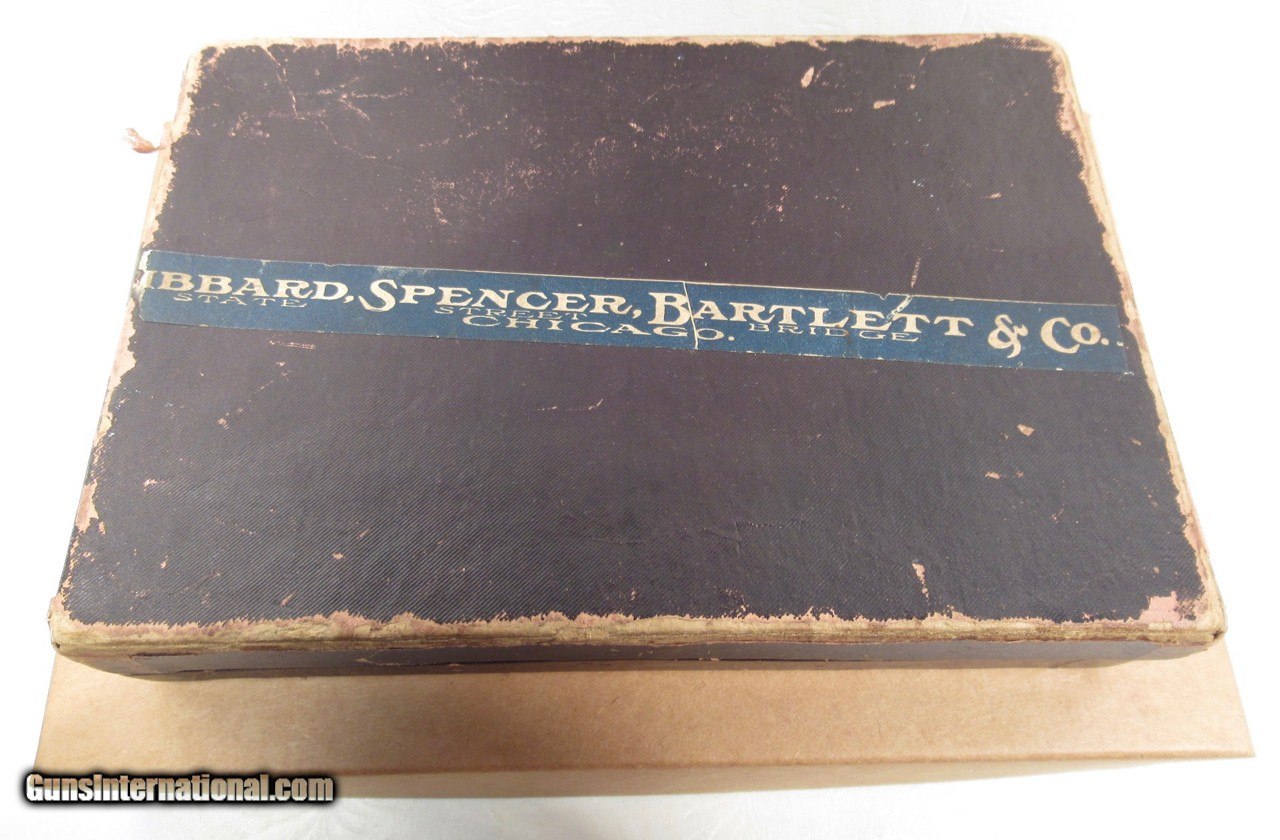 IBBARD, SPENCER, BARTLETT & CO..
STATE STREET BRIDGE
CHICAGO.
GunsInternational.com